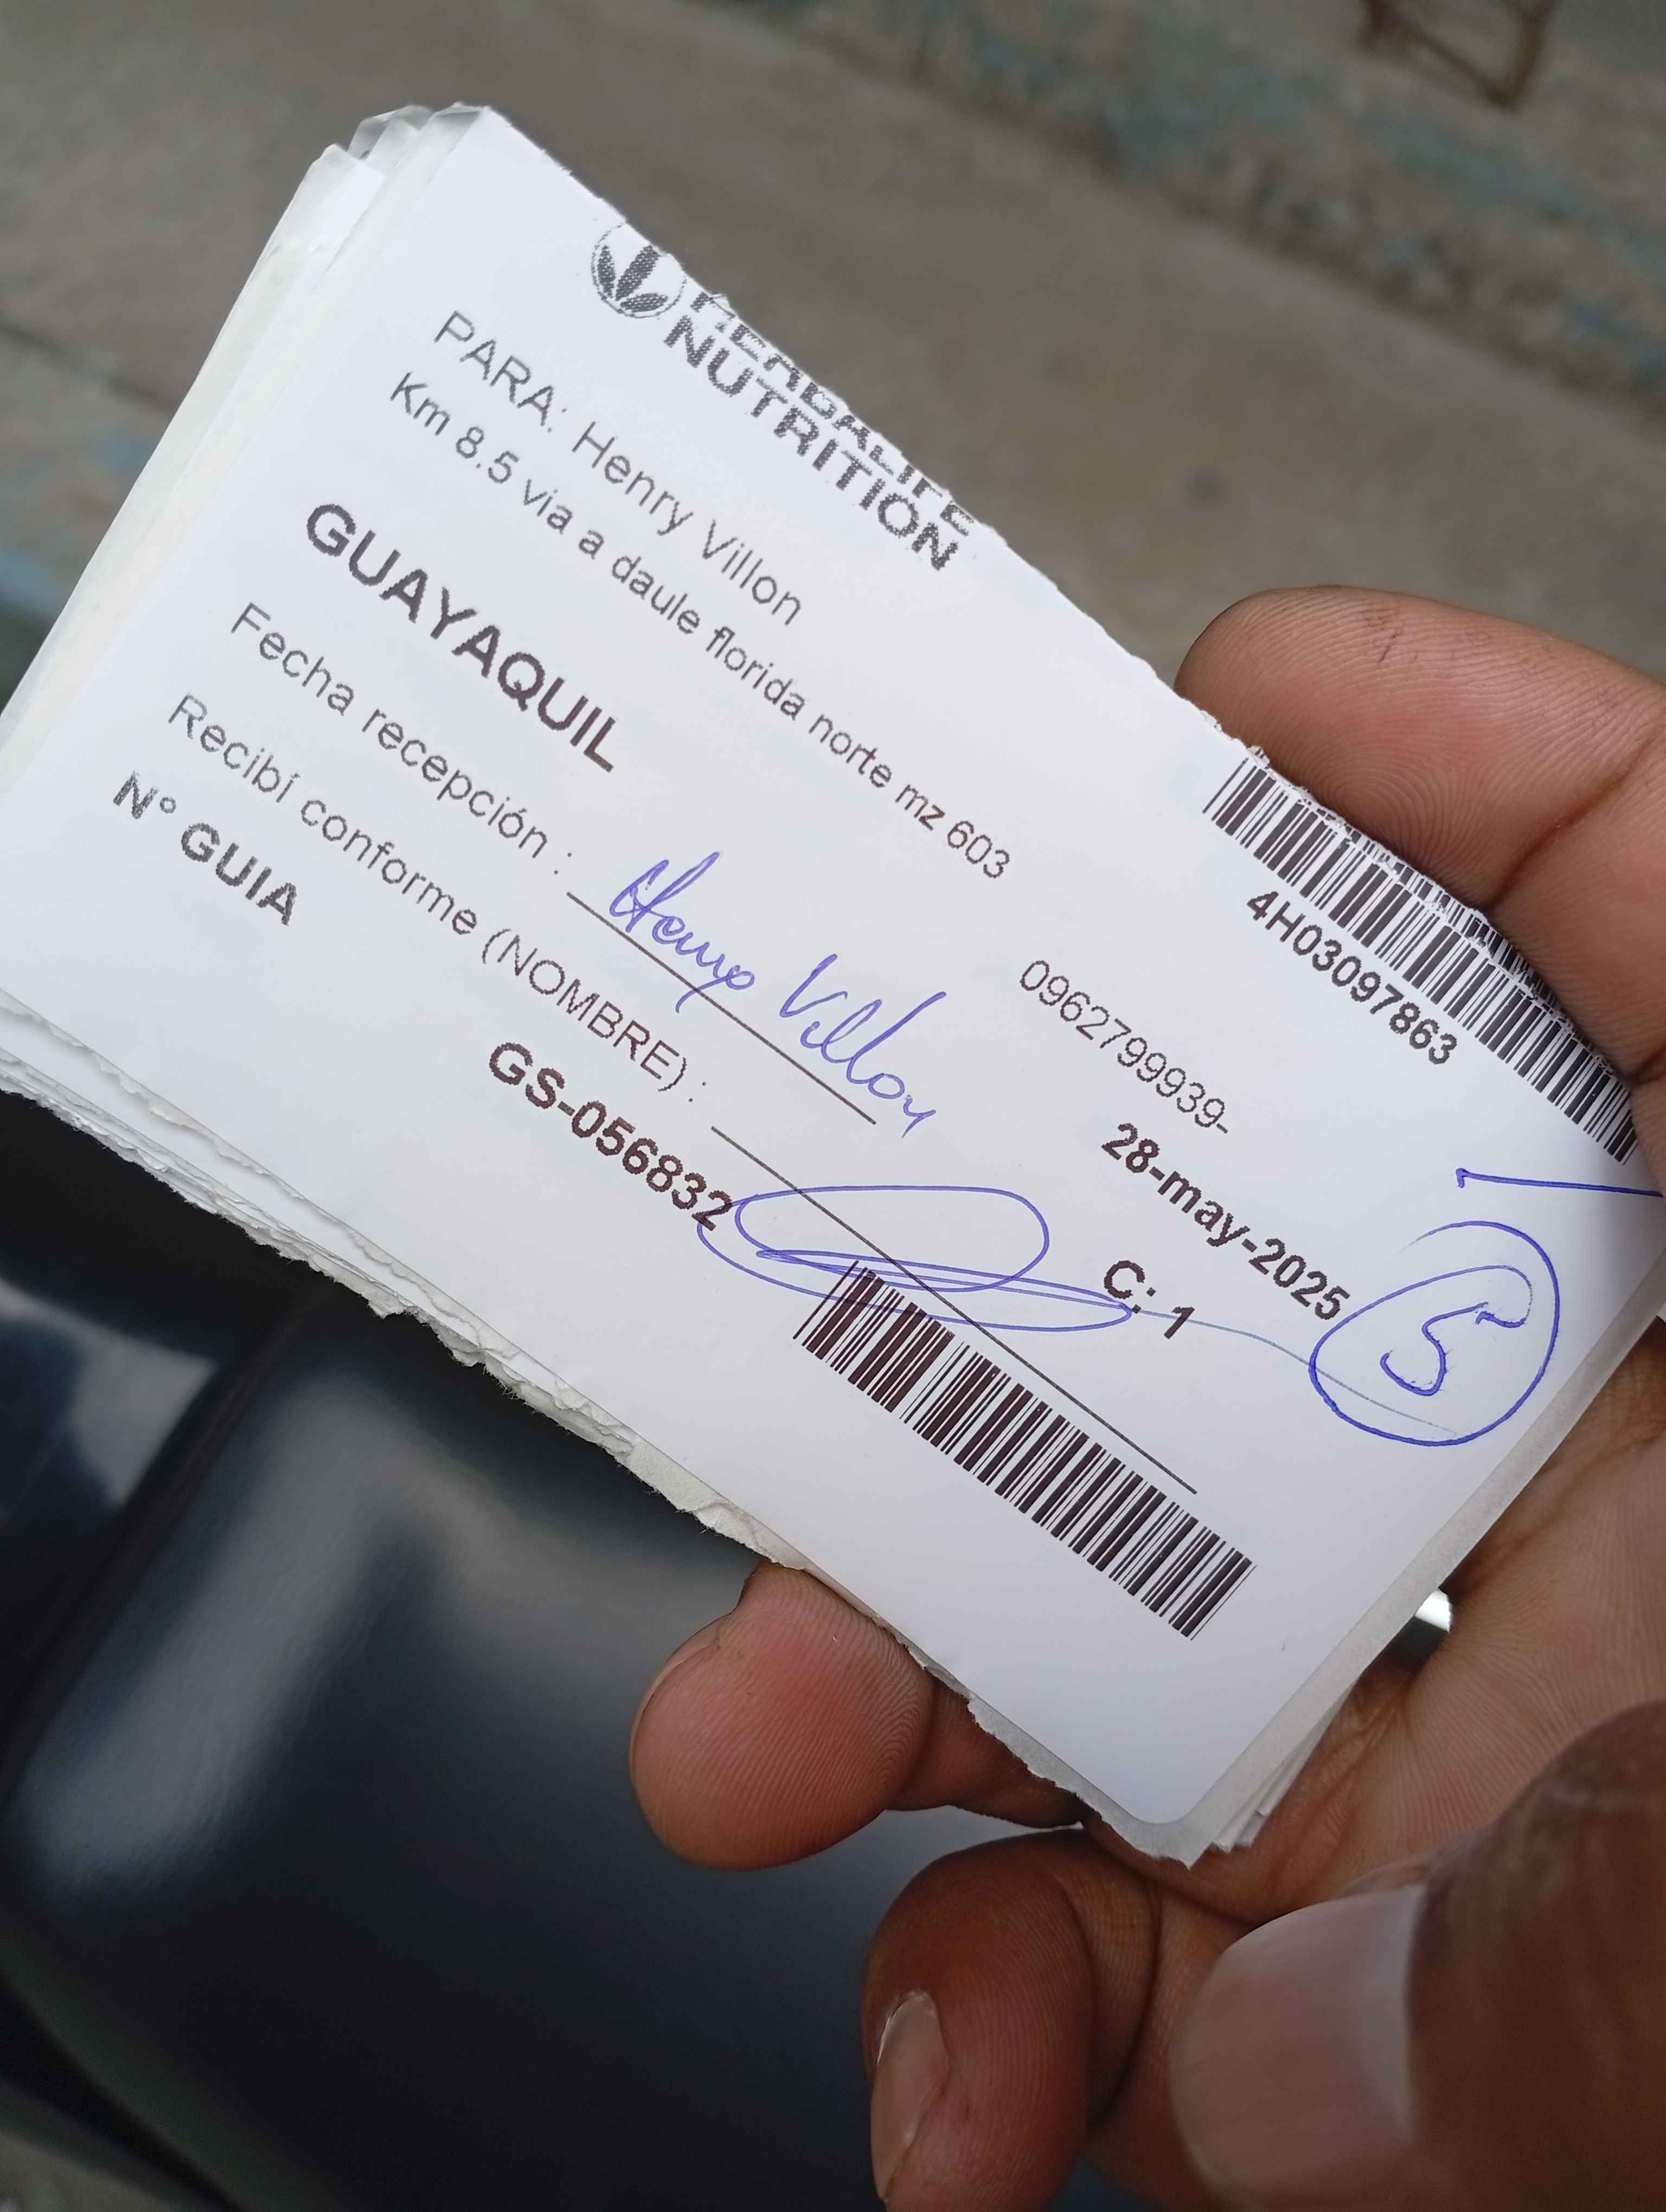 HERBALIFE
NUTRITION
4H03097863
PARA: Henry Villon
Km 8.5 via a daule florida norte mz 603
0962799939-
GUAYAQUIL
28-may-2025
Fecha recepción : Henry Villon
C: 1
5
Recibí conforme (NOMBRE) :
N° GUIA GS-056832